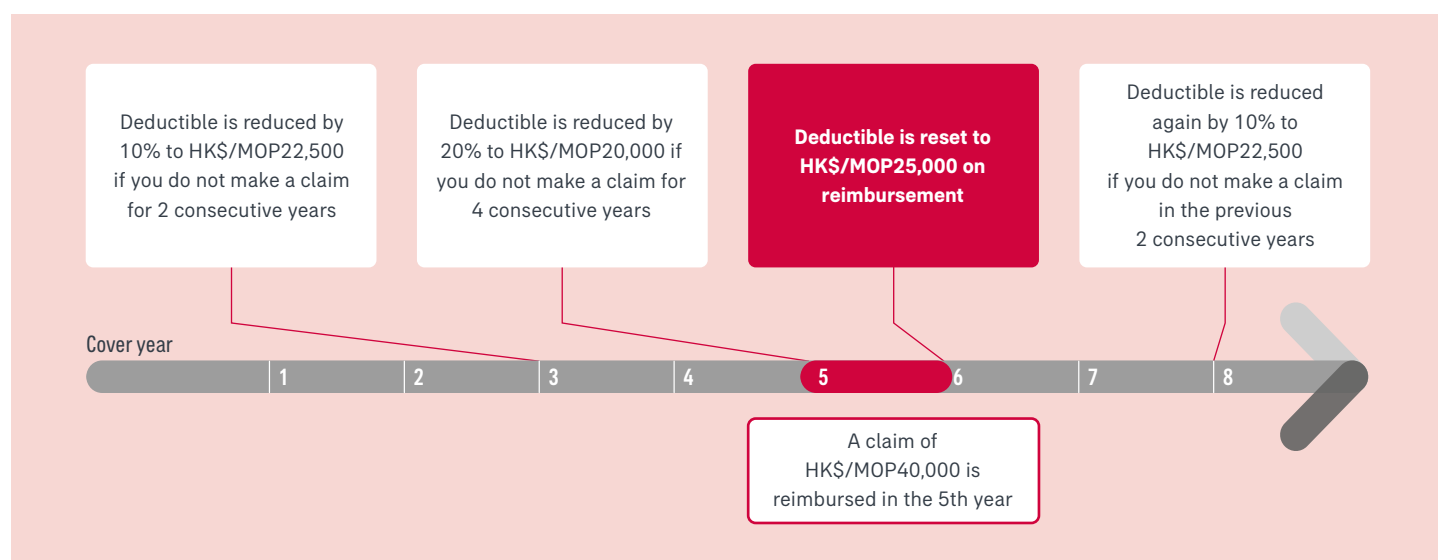 Deductible is reduced by
10% to HK$/MOP22,500
if you do not make a claim
for 2 consecutive years
Deductible is reduced by
20% to HK$/MOP20,000 if
you do not make a claim for
4 consecutive years
Deductible is reset to
HK$/MOP25,000 on
reimbursement
Deductible is reduced
again by 10% to
HK$/MOP22,500
if you do not make a claim
in the previous
2 consecutive years
Cover year
1 2 3 4 5 6 7 8
A claim of
HK$/MOP40,000 is
reimbursed in the 5th year